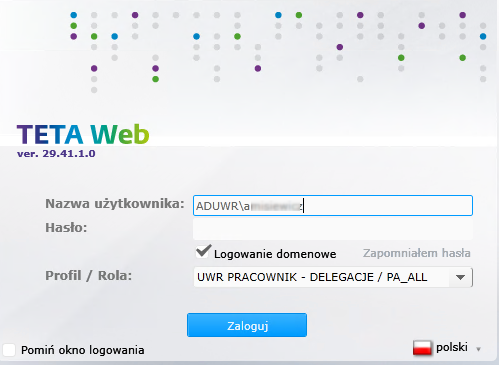 TETA Web
ver. 29.41.1.0
Nazwa użytkownika: ADUWR\
Hasło:
Logowanie domenowe Zapomniałem hasła
Profil / Rola: UWR PRACOWNIK - DELEGACJE / PA_ALL
Zaloguj
Pomiń okno logowania polski